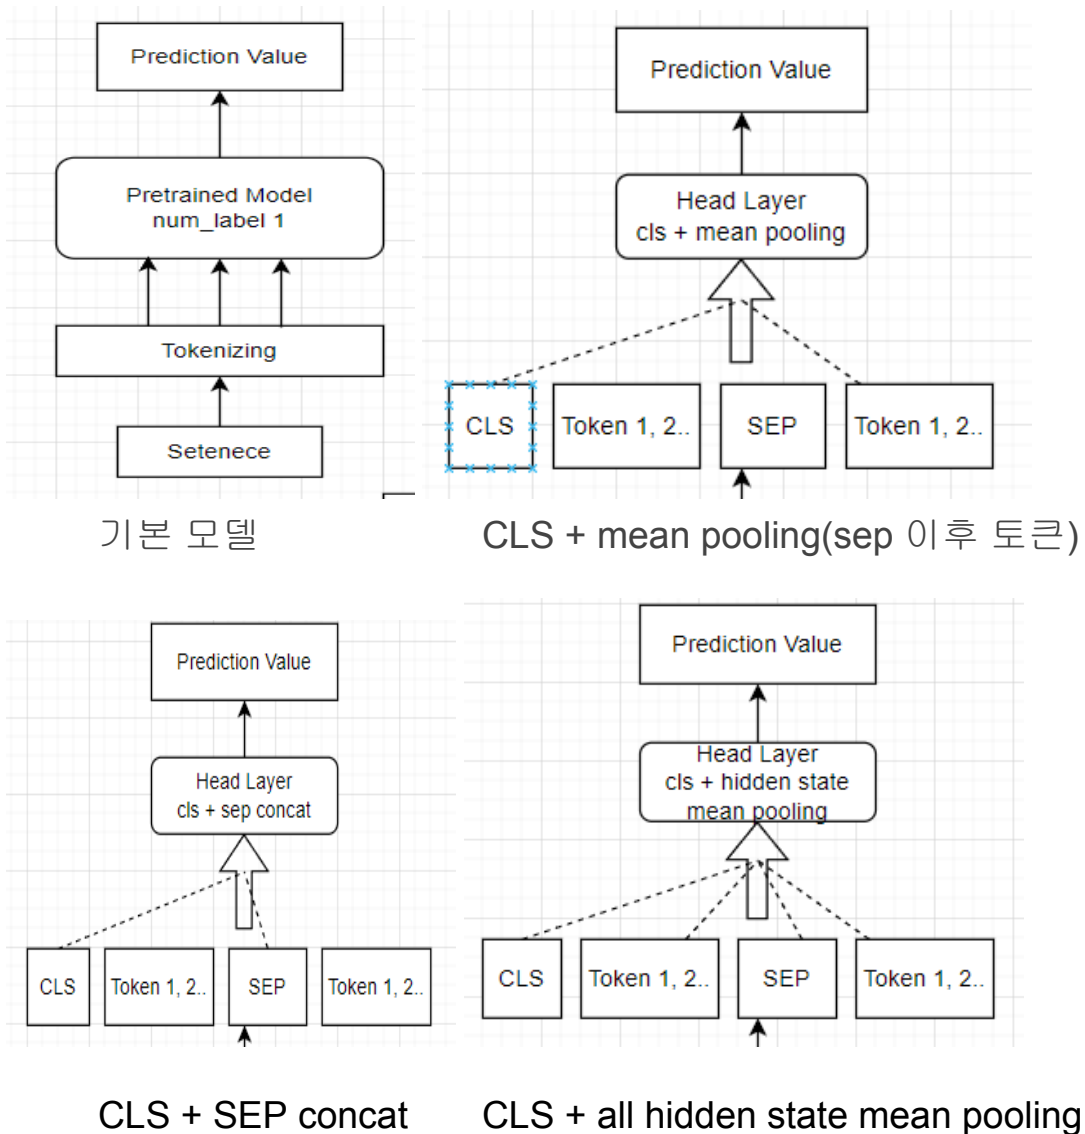 Prediction Value
Pretrained Model
num_label 1
Tokenizing
Setenece
기본 모델
Prediction Value
Head Layer
cls + mean pooling
CLS
Token 1, 2..
SEP
Token 1, 2..
CLS + mean pooling(sep 이후 토큰)
Prediction Value
Head Layer
cls + sep concat
CLS
Token 1, 2..
SEP
Token 1, 2..
CLS + SEP concat
Prediction Value
Head Layer
cls + hidden state
mean pooling
CLS
Token 1, 2..
SEP
Token 1, 2..
CLS + all hidden state mean pooling